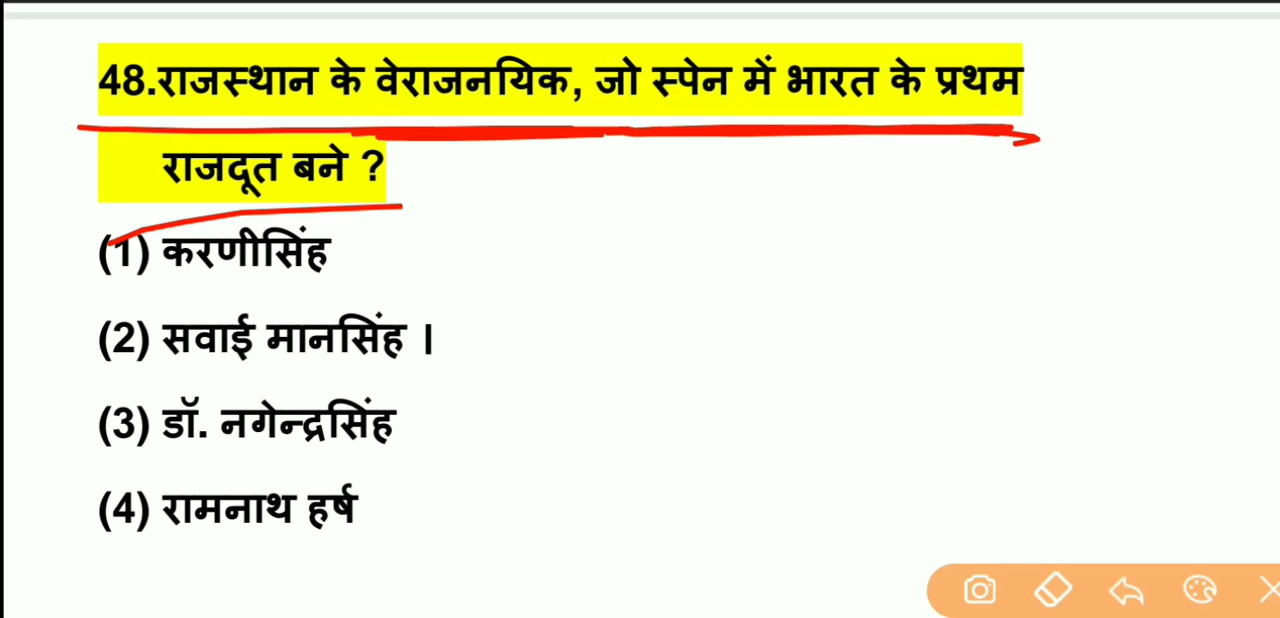 48.राजस्थान के वेराजनयिक, जो स्पेन में भारत के प्रथम
राजदूत बने ?
(1) करणीसिंह
(2) सवाई मानसिंह ।
(3) डॉ. नगेन्द्रसिंह
(4) रामनाथ हर्ष